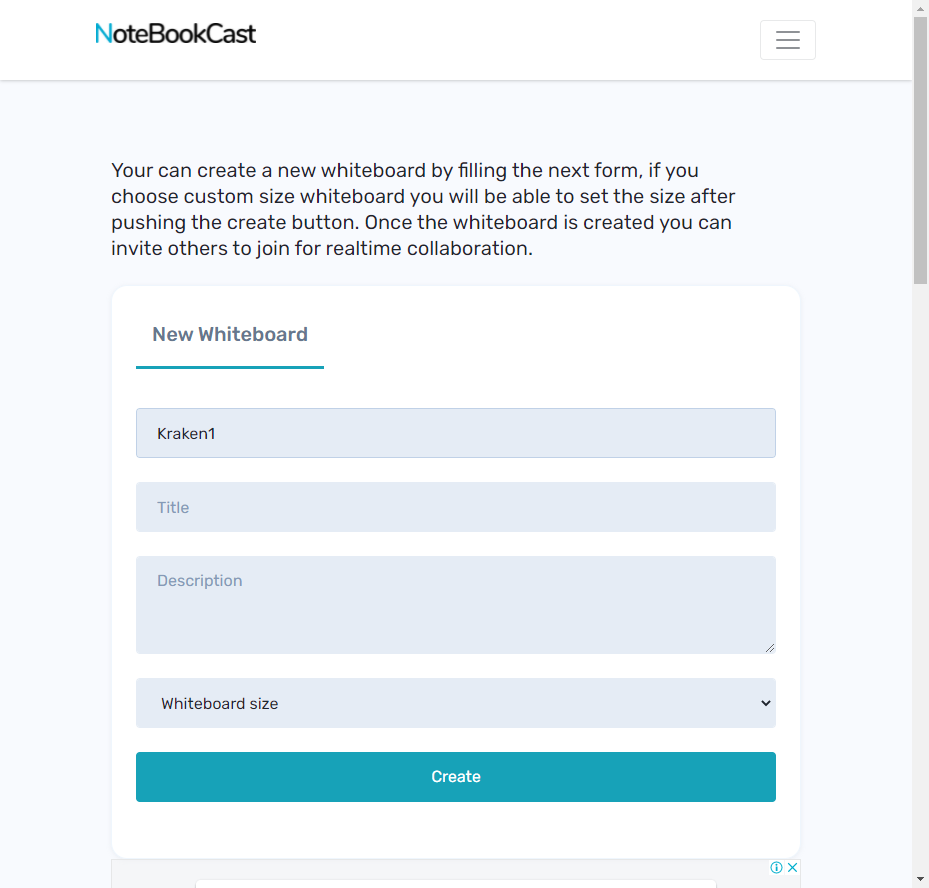 NoteBookCast
Your can create a new whiteboard by filling the next form, if you
choose custom size whiteboard you will be able to set the size after
pushing the create button. Once the whiteboard is created you can
invite others to join for realtime collaboration.
New Whiteboard
Kraken1
Title
Description
Whiteboard size
Create